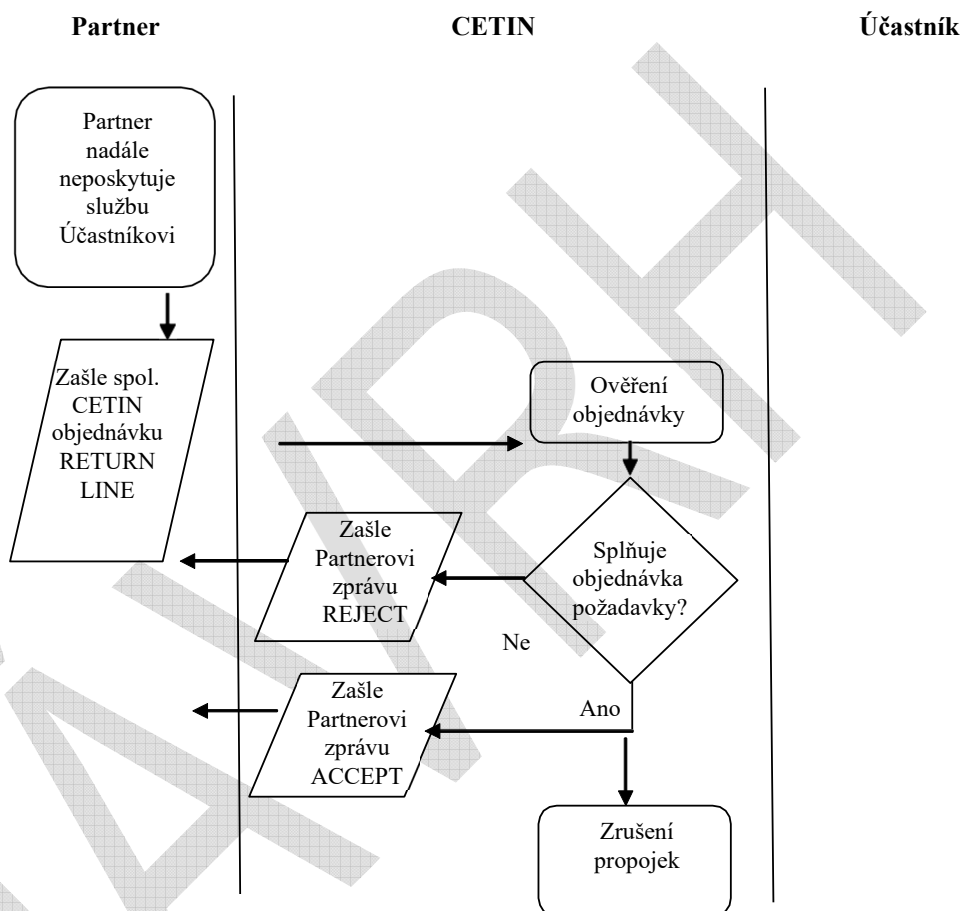 Partner
CETIN
Účastník
Partner
nadále
neposkytuje
službu
Účastníkovi
Zašle spol.
CETIN
objednávku
RETURN
LINE
Ověření
objednávky
Splňuje
objednávka
požadavky?
Zašle
Partnerovi
zprávu
REJECT
Ne
Zašle
Partnerovi
zprávu
ACCEPT
Ano
Zrušení
propojek